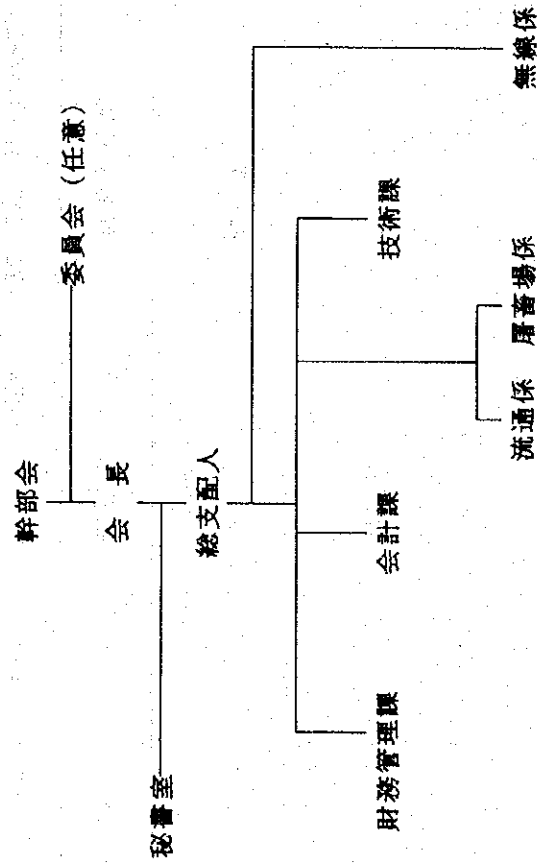 幹部会
委員会 (任意)
会長
秘書室
総支配人
財務管理課
会計課
技術課
流通係
屠畜場係
無線係